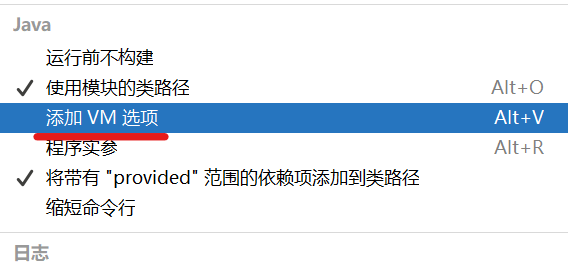 Java
运行前不构建
使用模块的类路径 Alt+O
添加 VM 选项 Alt+V
程序实参 Alt+R
将带有 "provided" 范围的依赖项添加到类路径
缩短命令行
日志